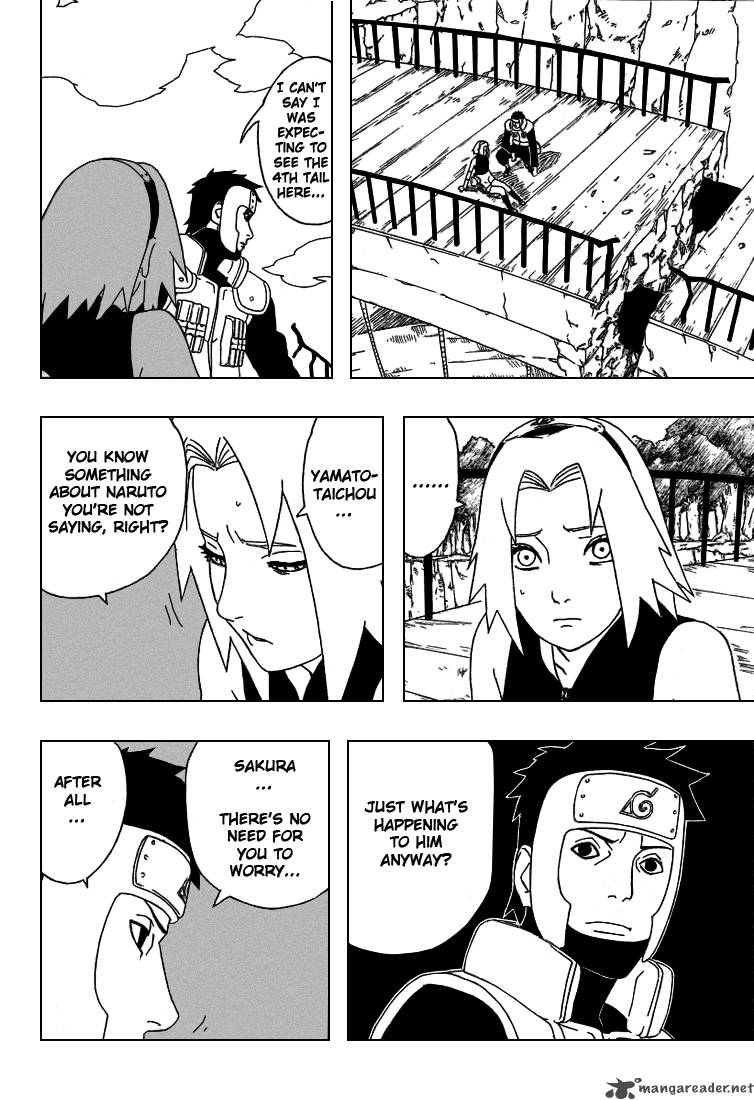 I CAN'T
SAY I
WAS
EXPEC-
TING TO
SEE THE
4TH TAIL
HERE...
......
YAMATO-
TAICHOU
...
YOU KNOW
SOMETHING
ABOUT NARUTO
YOU'RE NOT
SAYING, RIGHT?
JUST WHAT'S
HAPPENING
TO HIM
ANYWAY?
SAKURA
...
THERE'S NO
NEED FOR
YOU TO
WORRY...
AFTER
ALL
...
mangareader.net